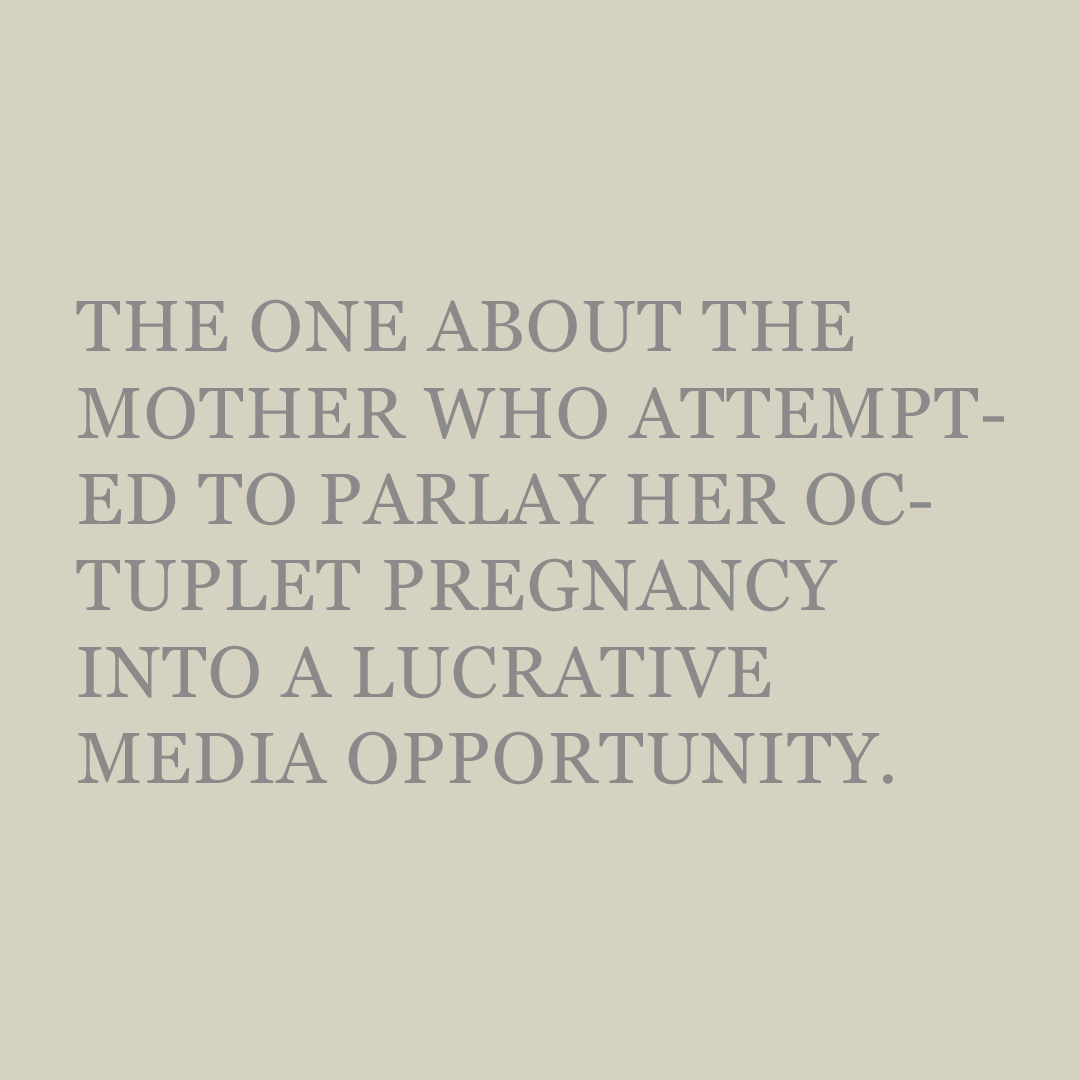 THE ONE ABOUT THE
MOTHER WHO ATTEMPT-
ED TO PARLAY HER OC-
TUPLET PREGNANCY
INTO A LUCRATIVE
MEDIA OPPORTUNITY.